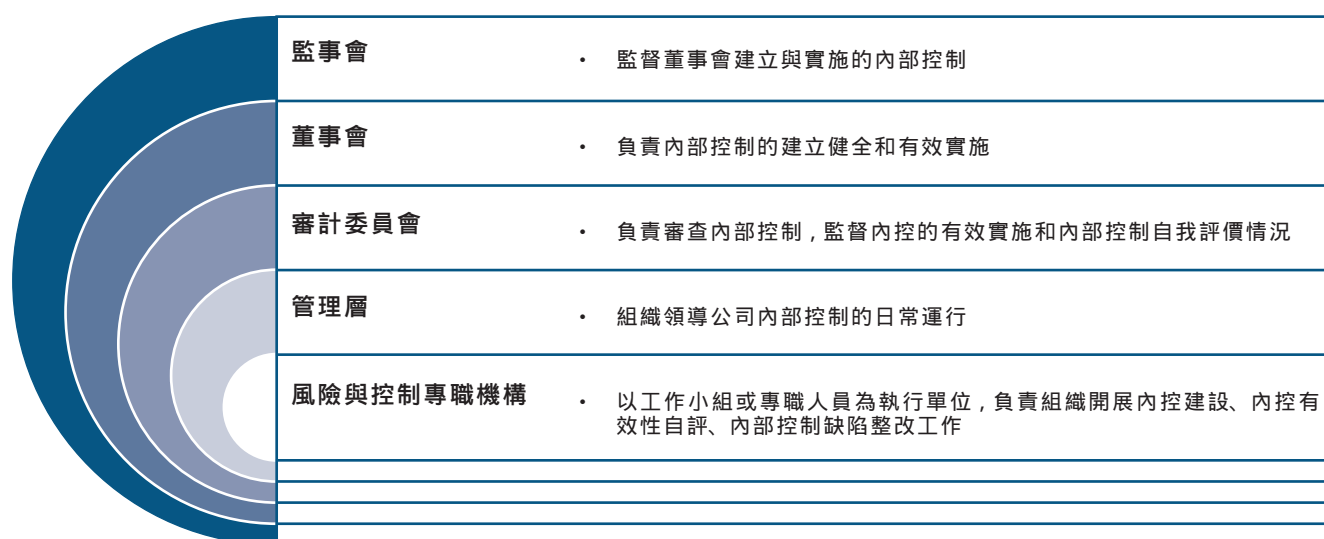 監事會
• 監督董事會建立與實施的內部控制
董事會
• 負責內部控制的建立健全和有效實施
審計委員會
• 負責審查內部控制，監督內控的有效實施和內部控制自我評價情況
管理層
• 組織領導公司內部控制的日常運行
風險與控制專職機構
• 以工作小組或專職人員為執行單位，負責組織開展內控建設、內控有
效性自評、內部控制缺陷整改工作